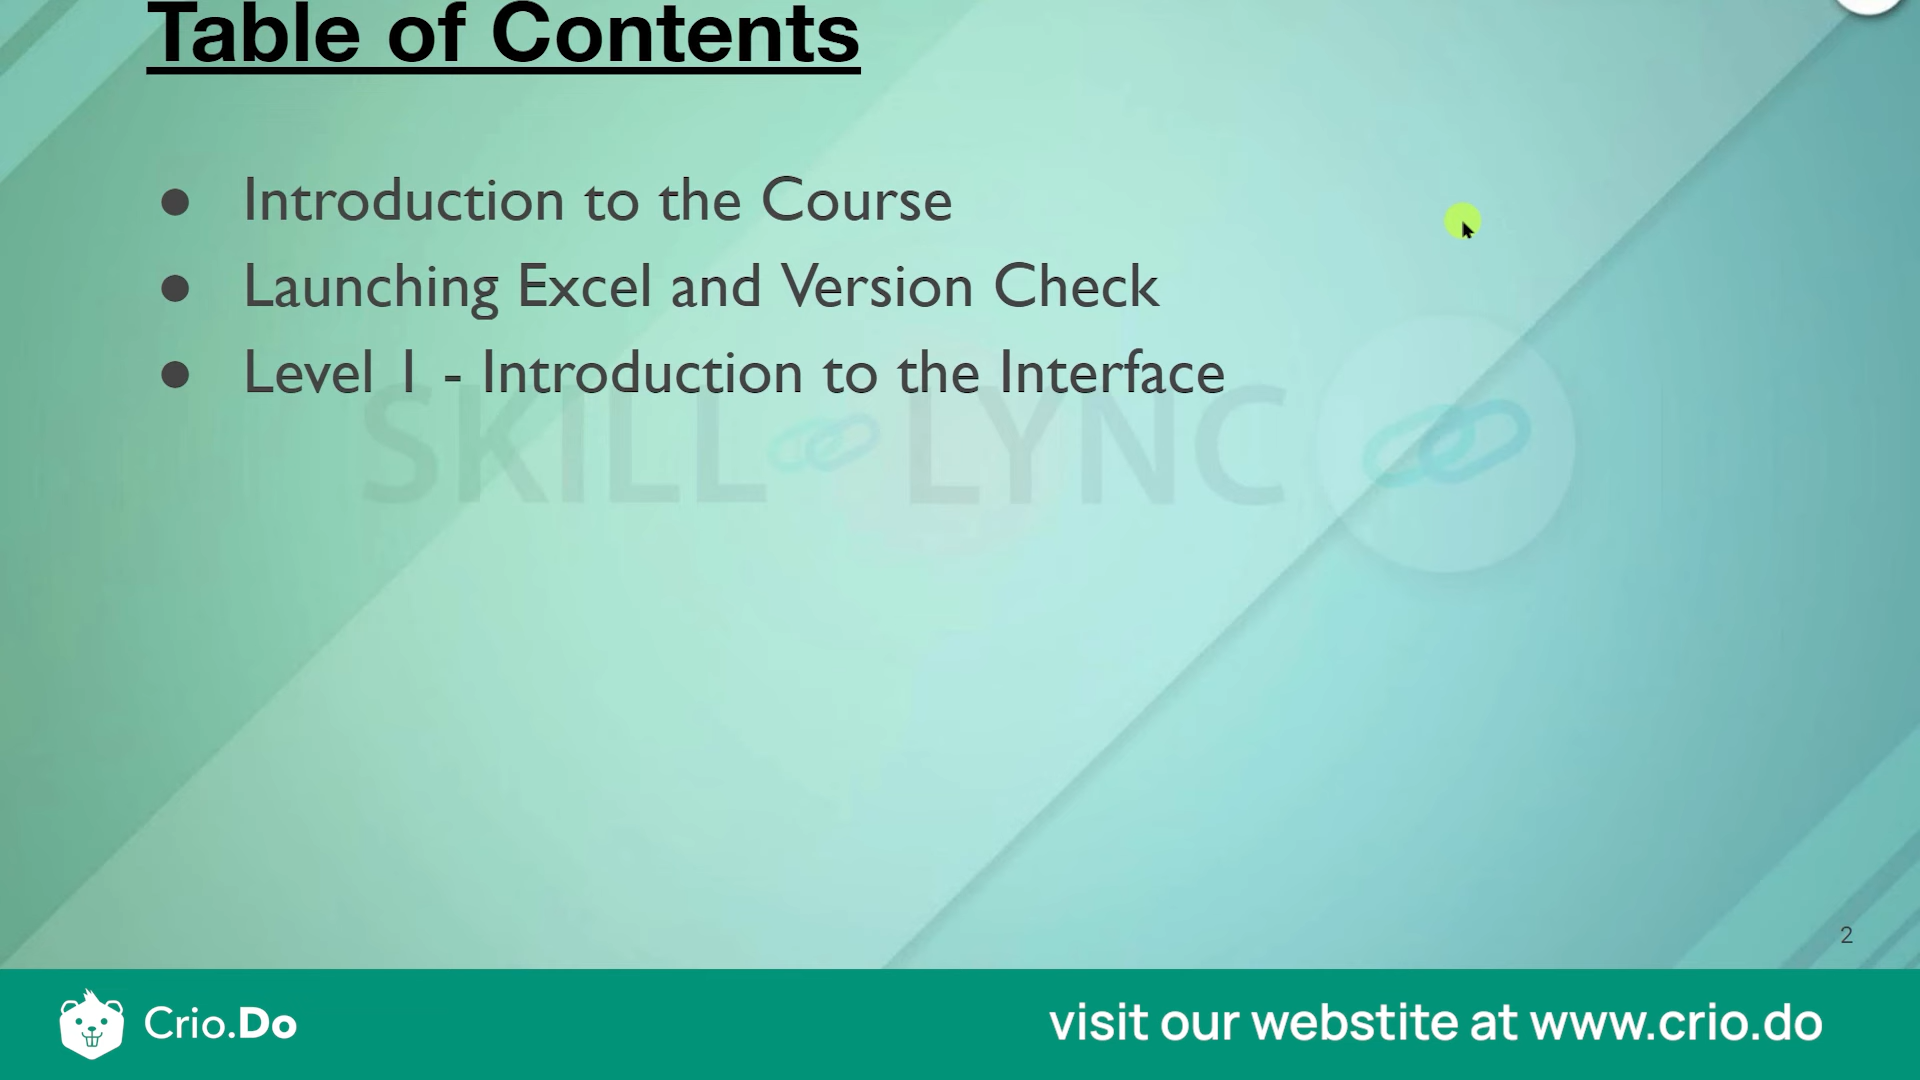 Table of Contents
● Introduction to the Course
● Launching Excel and Version Check
● Level 1 - Introduction to the Interface
SKILL LYNC
2
Crio.Do
visit our webstite at www.crio.do